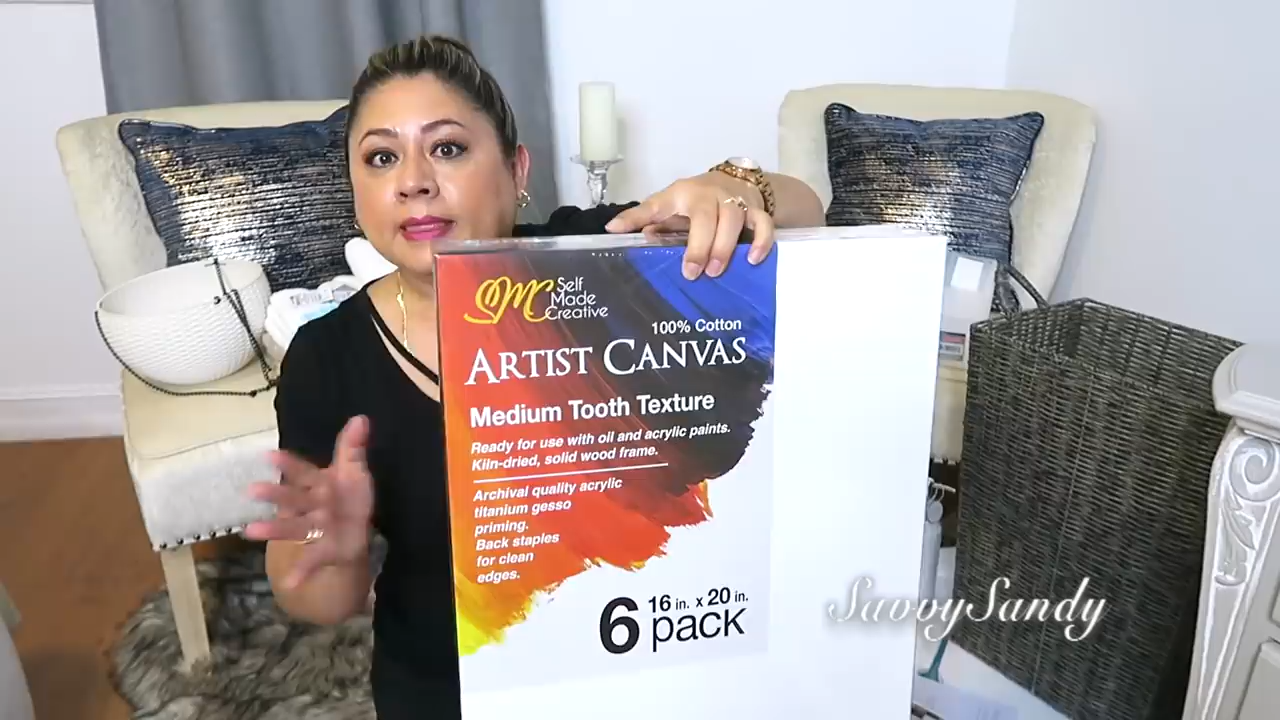 SMC Self
Made
Creative
100% Cotton
ARTIST CANVAS
Medium Tooth Texture
Ready for use with oil and acrylic paints.
Kiln-dried, solid wood frame.
Archival quality acrylic
titanium gesso
priming.
Back staples
for clean
edges.
6 16 in. x 20 in.
pack
SavvySandy